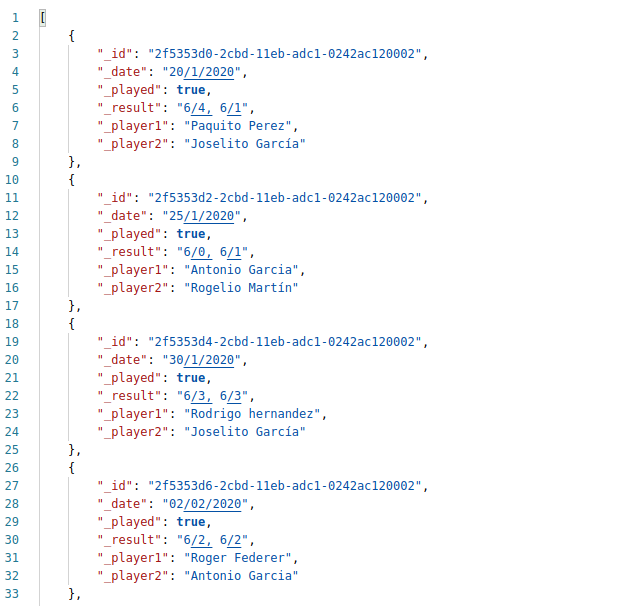 1 [
2 {
3 "_id": "2f5353d0-2cbd-11eb-adc1-0242ac120002",
4 "_date": "20/1/2020",
5 "_played": true,
6 "_result": "6/4, 6/1",
7 "_player1": "Paquito Perez",
8 "_player2": "Joselito García"
9 },
10 {
11 "_id": "2f5353d2-2cbd-11eb-adc1-0242ac120002",
12 "_date": "25/1/2020",
13 "_played": true,
14 "_result": "6/0, 6/1",
15 "_player1": "Antonio Garcia",
16 "_player2": "Rogelio Martín"
17 },
18 {
19 "_id": "2f5353d4-2cbd-11eb-adc1-0242ac120002",
20 "_date": "30/1/2020",
21 "_played": true,
22 "_result": "6/3, 6/3",
23 "_player1": "Rodrigo hernandez",
24 "_player2": "Joselito García"
25 },
26 {
27 "_id": "2f5353d6-2cbd-11eb-adc1-0242ac120002",
28 "_date": "02/02/2020",
29 "_played": true,
30 "_result": "6/2, 6/2",
31 "_player1": "Roger Federer",
32 "_player2": "Antonio Garcia"
33 },